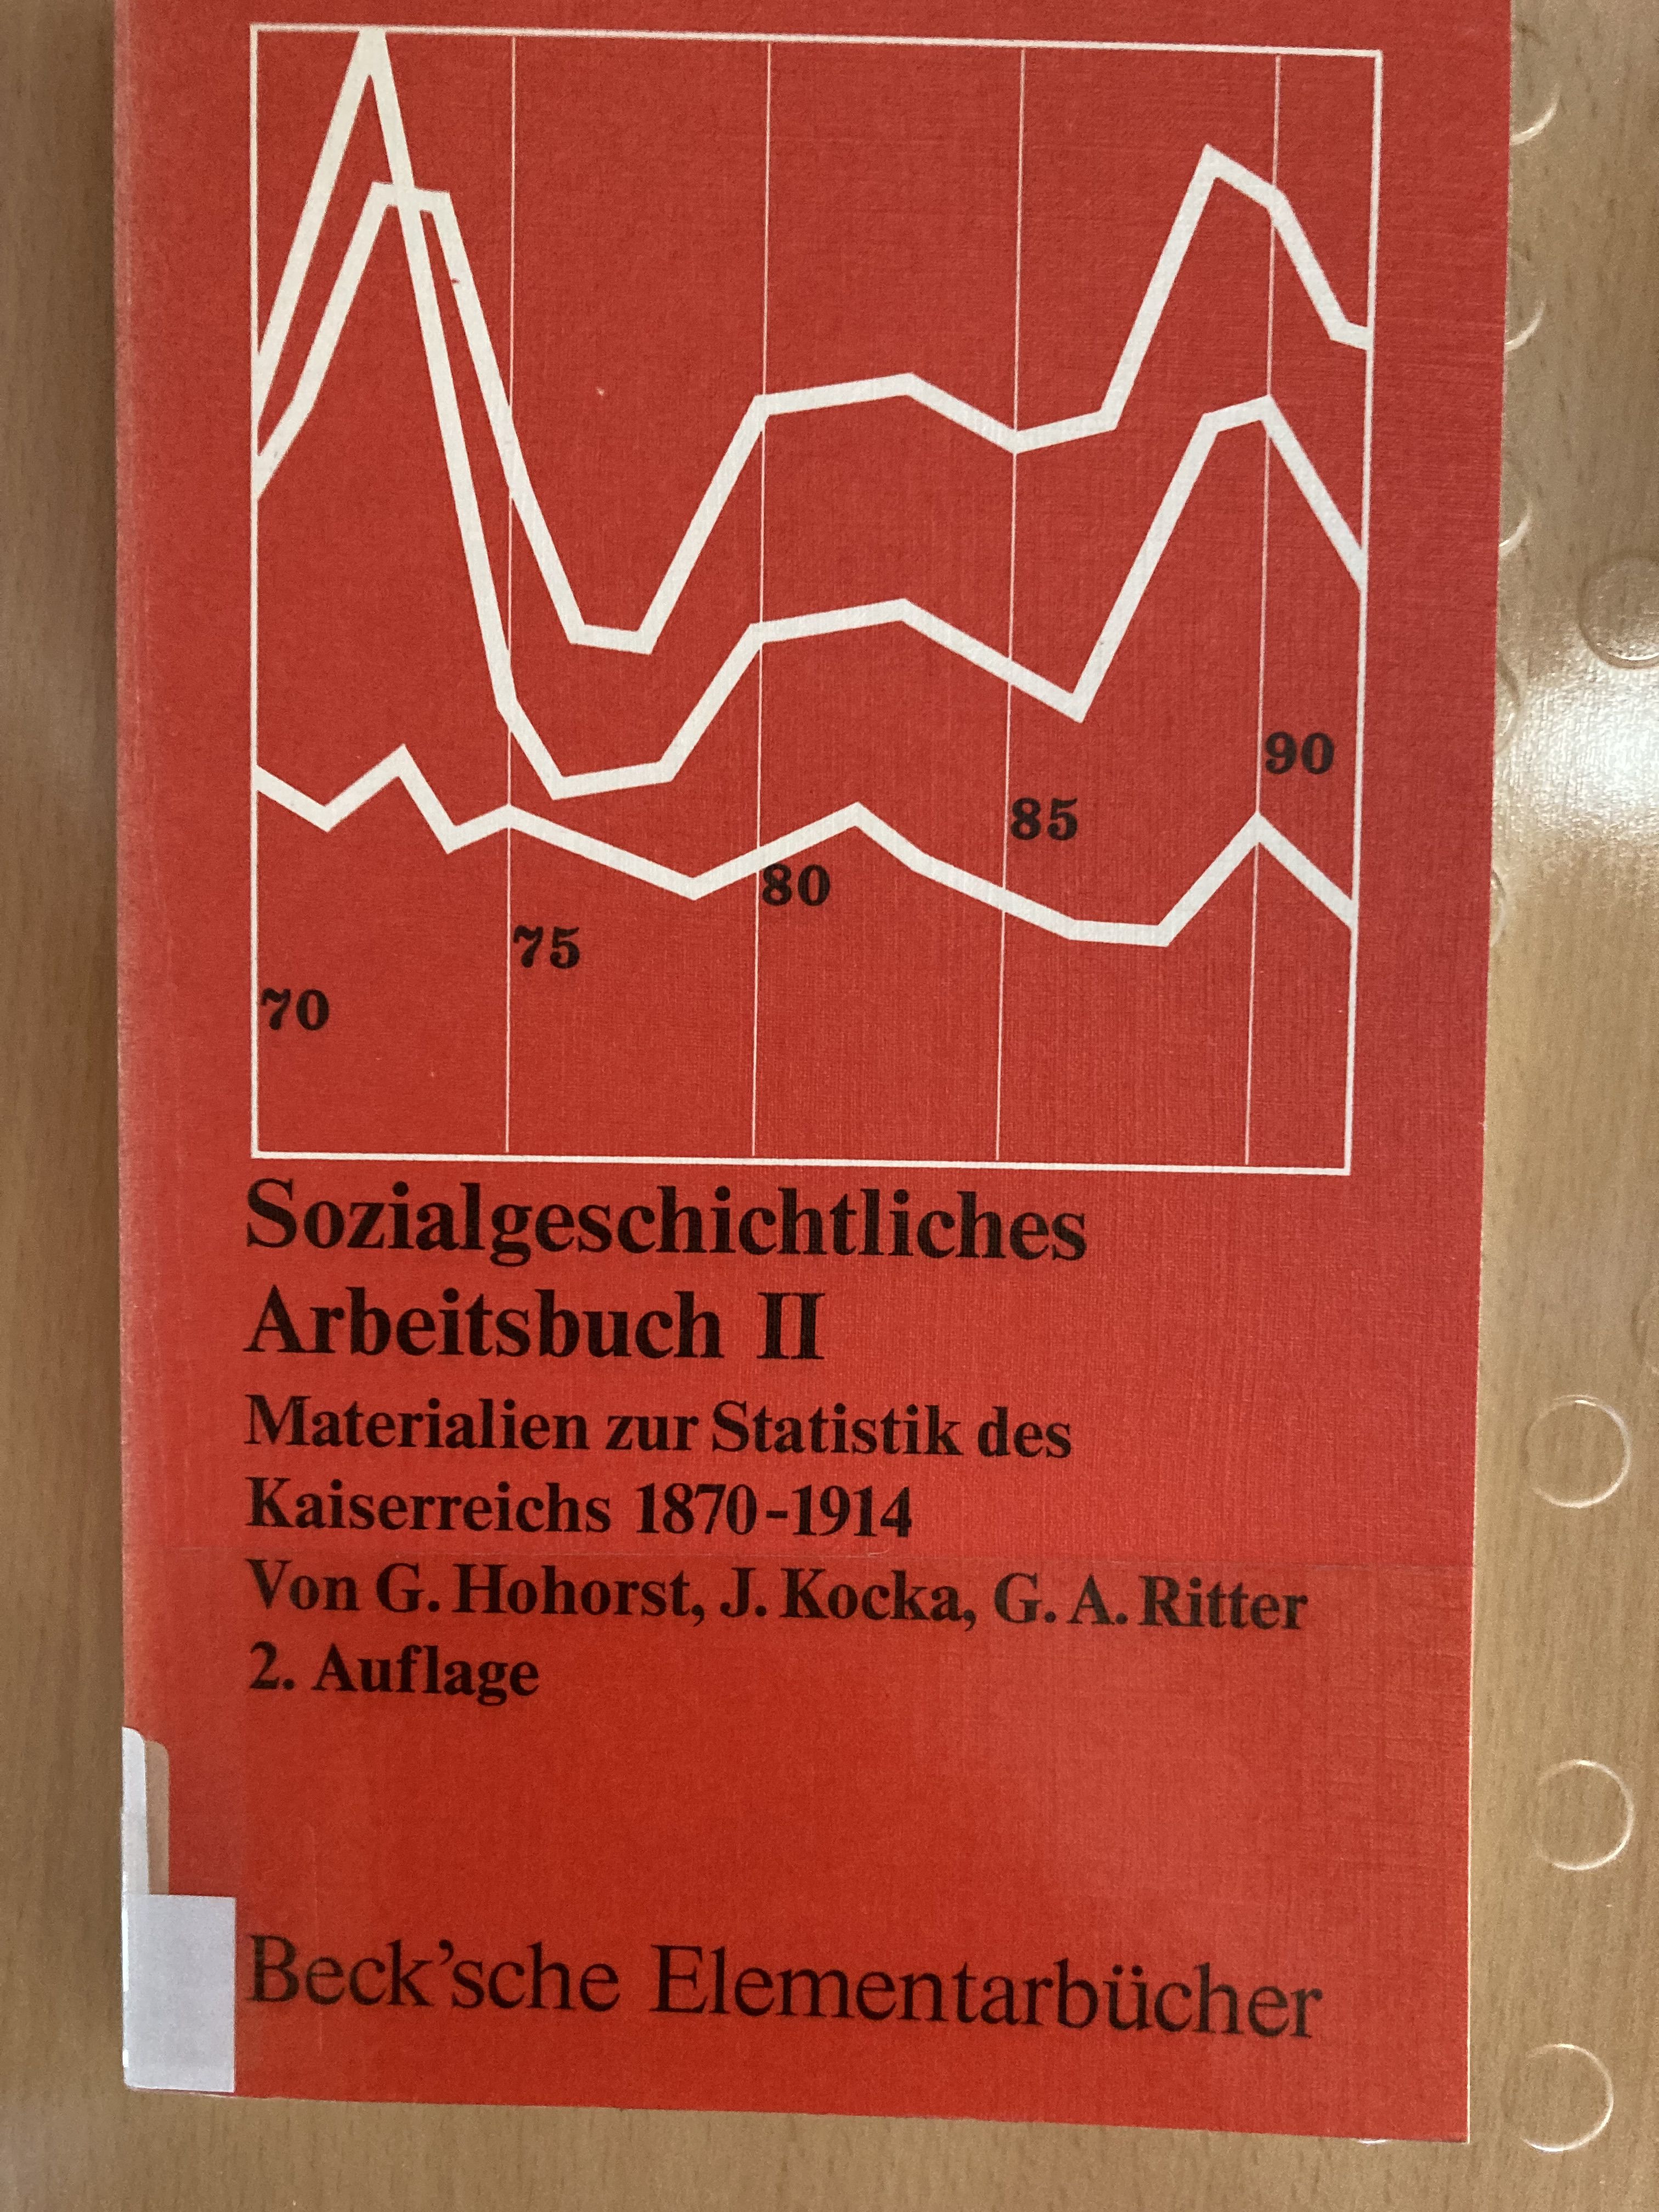 90
85
80
75
70
Sozialgeschichtliches
Arbeitsbuch II
Materialien zur Statistik des
Kaiserreichs 1870-1914
Von G. Hohorst, J. Kocka, G. A. Ritter
2. Auflage
Beck'sche Elementarbücher